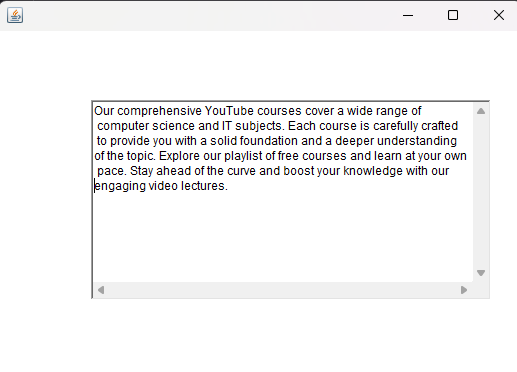 Our comprehensive YouTube courses cover a wide range of
computer science and IT subjects. Each course is carefully crafted
to provide you with a solid foundation and a deeper understanding
of the topic. Explore our playlist of free courses and learn at your own
pace. Stay ahead of the curve and boost your knowledge with our
engaging video lectures.